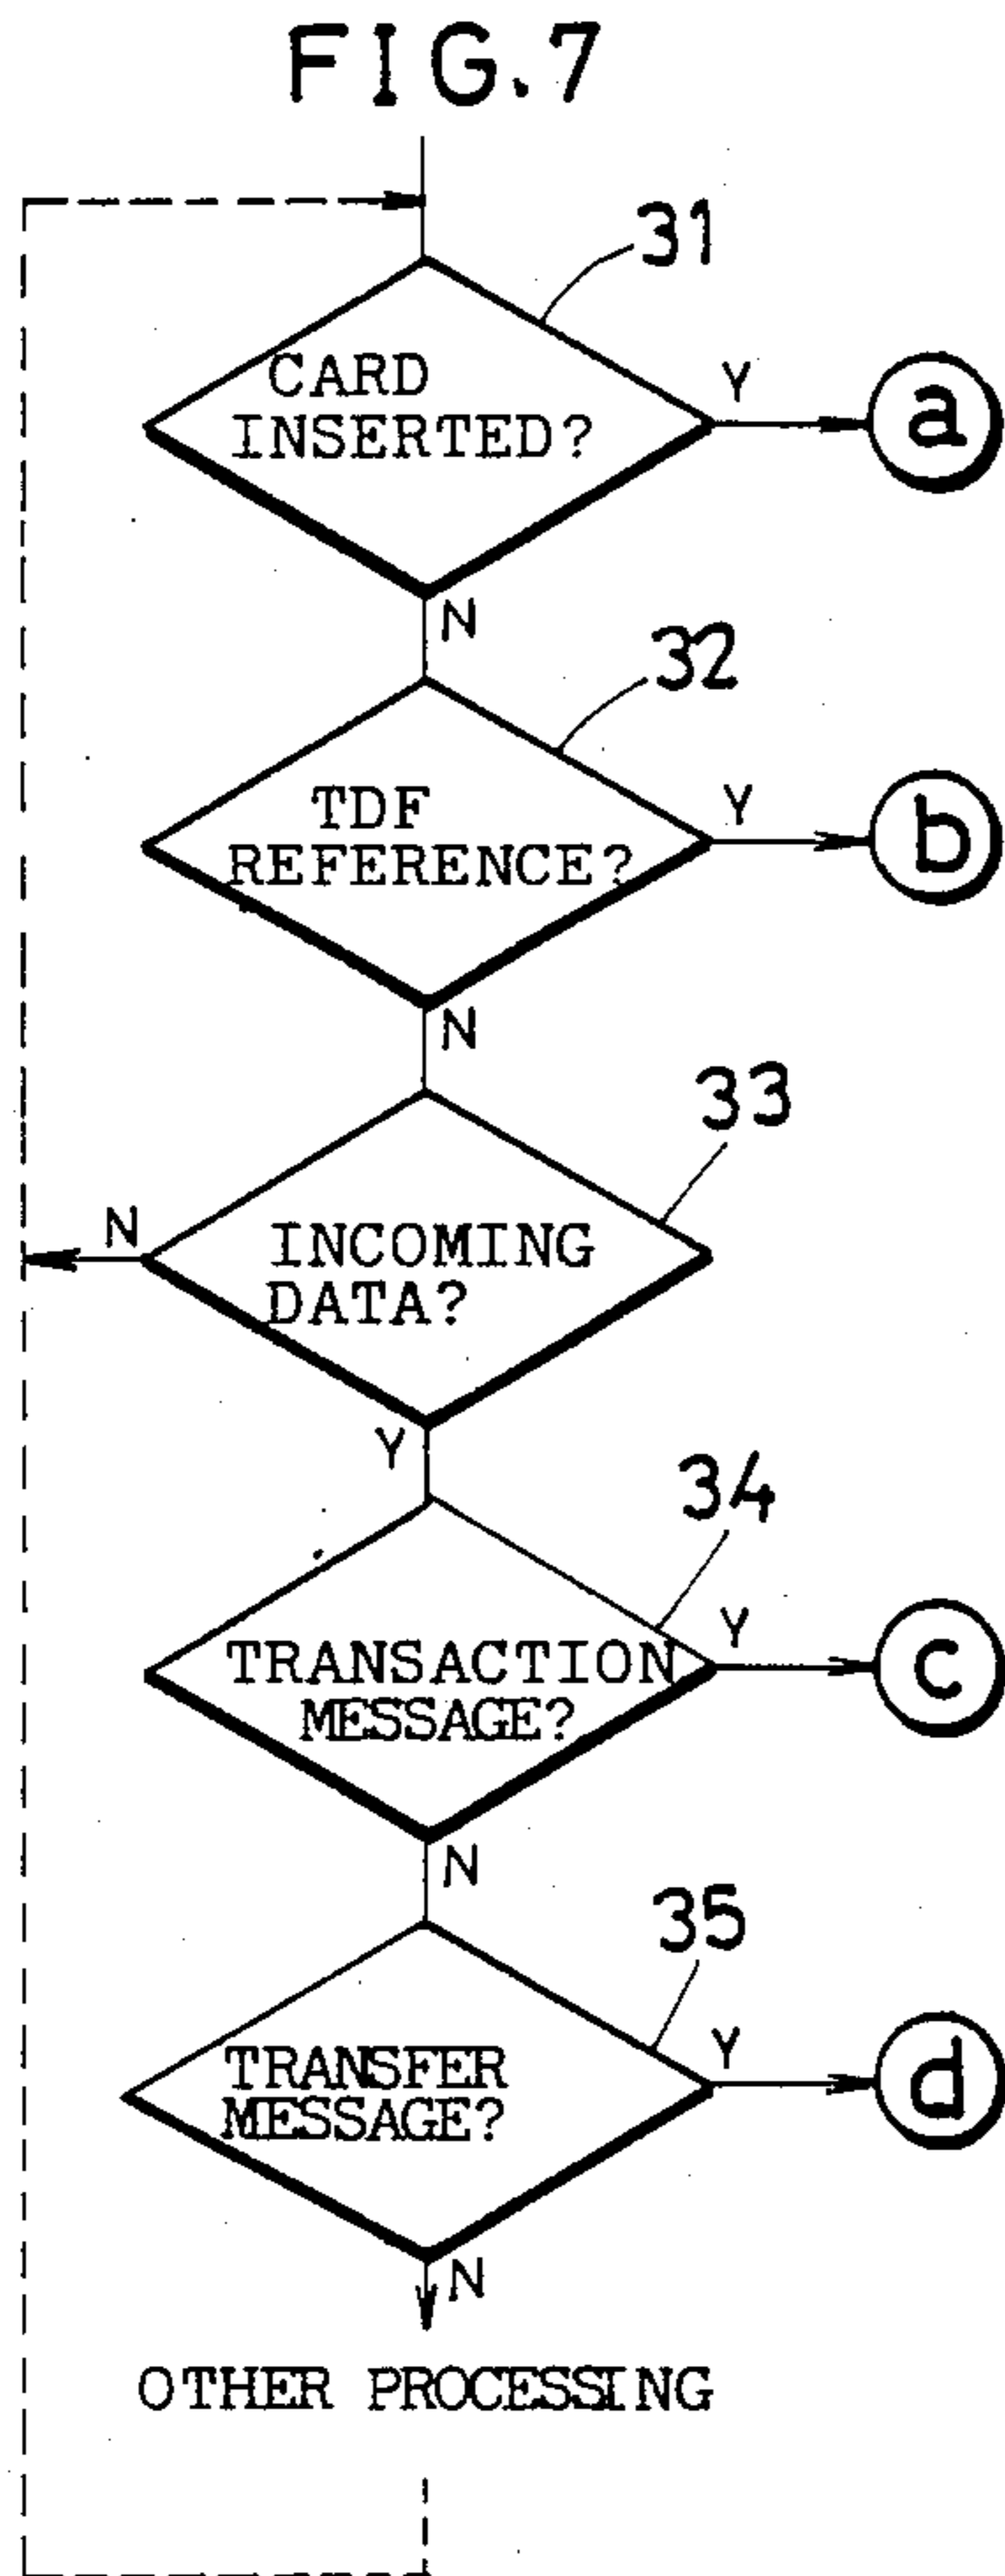 FIG.7
31
CARD
INSERTED?
Y
a
N
32
TDF
REFERENCE?
Y
b
N
33
INCOMING
DATA?
N
Y
34
TRANSACTION
MESSAGE?
Y
c
N
35
TRANSFER
MESSAGE?
Y
d
N
OTHER PROCESSING